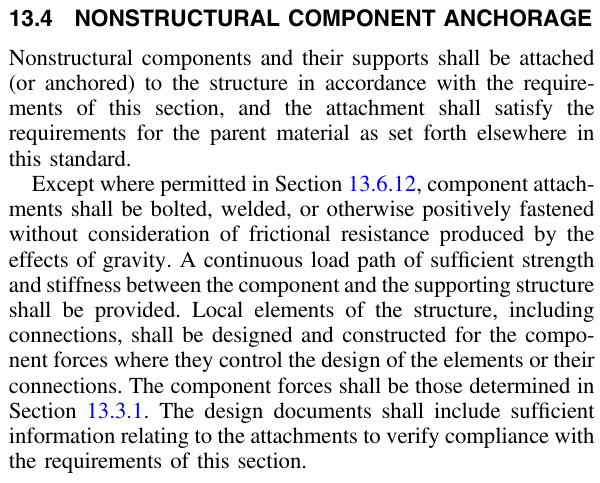 13.4 NONSTRUCTURAL COMPONENT ANCHORAGE
Nonstructural components and their supports shall be attached
(or anchored) to the structure in accordance with the require-
ments of this section, and the attachment shall satisfy the
requirements for the parent material as set forth elsewhere in
this standard.
Except where permitted in Section 13.6.12, component attach-
ments shall be bolted, welded, or otherwise positively fastened
without consideration of frictional resistance produced by the
effects of gravity. A continuous load path of sufficient strength
and stiffness between the component and the supporting structure
shall be provided. Local elements of the structure, including
connections, shall be designed and constructed for the compo-
nent forces where they control the design of the elements or their
connections. The component forces shall be those determined in
Section 13.3.1. The design documents shall include sufficient
information relating to the attachments to verify compliance with
the requirements of this section.